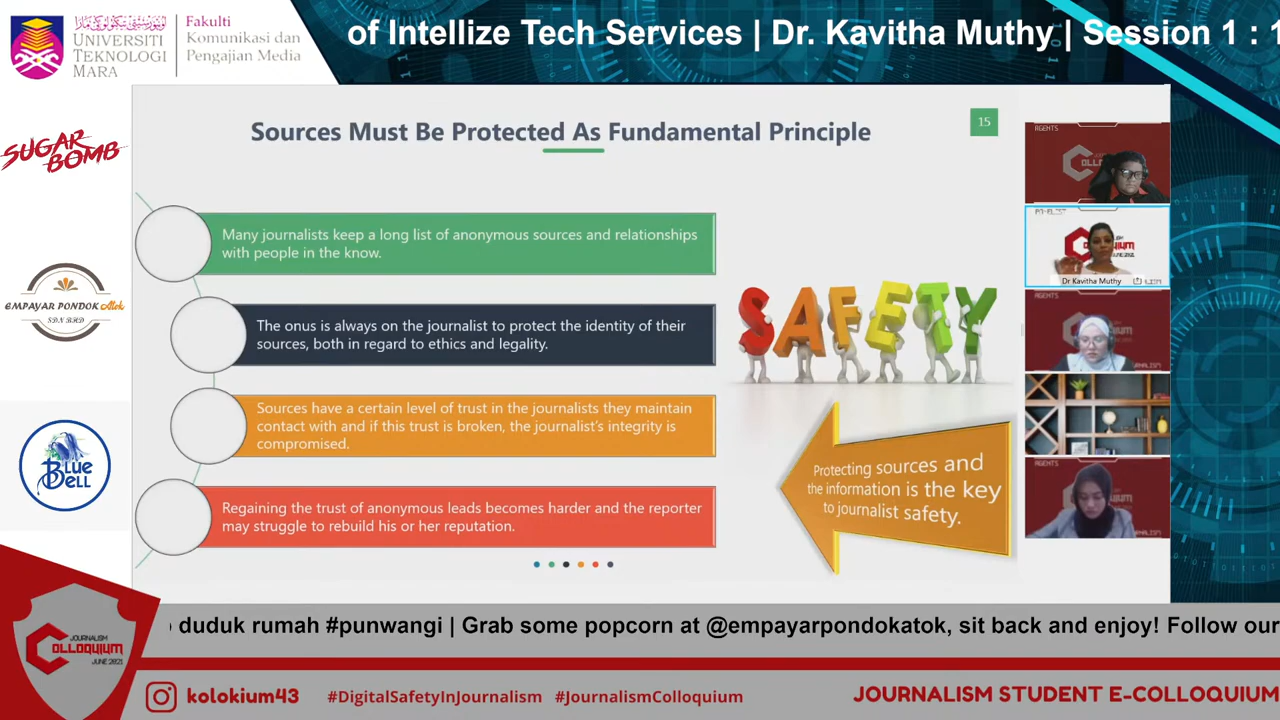 UNIVERSITI
TEKNOLOGI
MARA
Fakulti
Komunikasi dan
Pengajian Media
of Intellize Tech Services | Dr. Kavitha Muthy | Session 1 : 1
SUGAR
BOMB
EMPAYAR PONDOK Atok
SDN BHD
BLUE
BELL
Sources Must Be Protected As Fundamental Principle
15
Many journalists keep a long list of anonymous sources and relationships
with people in the know.
The onus is always on the journalist to protect the identity of their
sources, both in regard to ethics and legality.
Sources have a certain level of trust in the journalists they maintain
contact with and if this trust is broken, the journalist's integrity is
compromised.
Regaining the trust of anonymous leads becomes harder and the reporter
may struggle to rebuild his or her reputation.
SAFETY
Protecting sources and
the information is the key
to journalist safety.
Dr Kavitha Muthy
duduk rumah #punwangi | Grab some popcorn at @empayarpondokatok, sit back and enjoy! Follow our
JOURNALISM
COLLOQUIUM
JUNE 2021
kolokium43
#DigitalSafetyInJournalism #JournalismColloquium
JOURNALISM STUDENT E-COLLOQUIUM